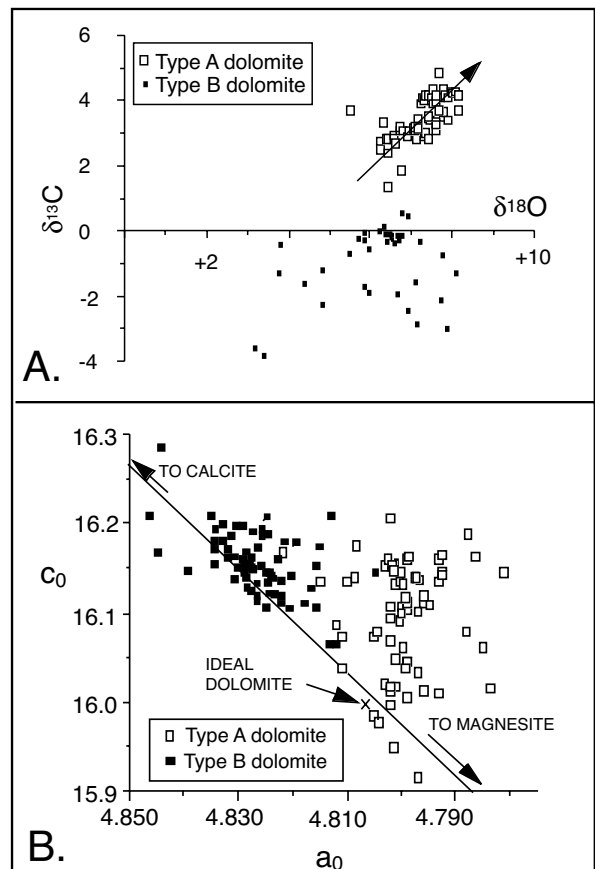 6
□ Type A dolomite
▪ Type B dolomite
4
2
δ13C
δ18O
0
+2
+10
-2
-4
A.
16.3
TO CALCITE
16.2
c0
16.1
IDEAL
DOLOMITE
16.0
TO MAGNESITE
□ Type A dolomite
■ Type B dolomite
15.9
4.850
4.830
4.810
4.790
B.
a0